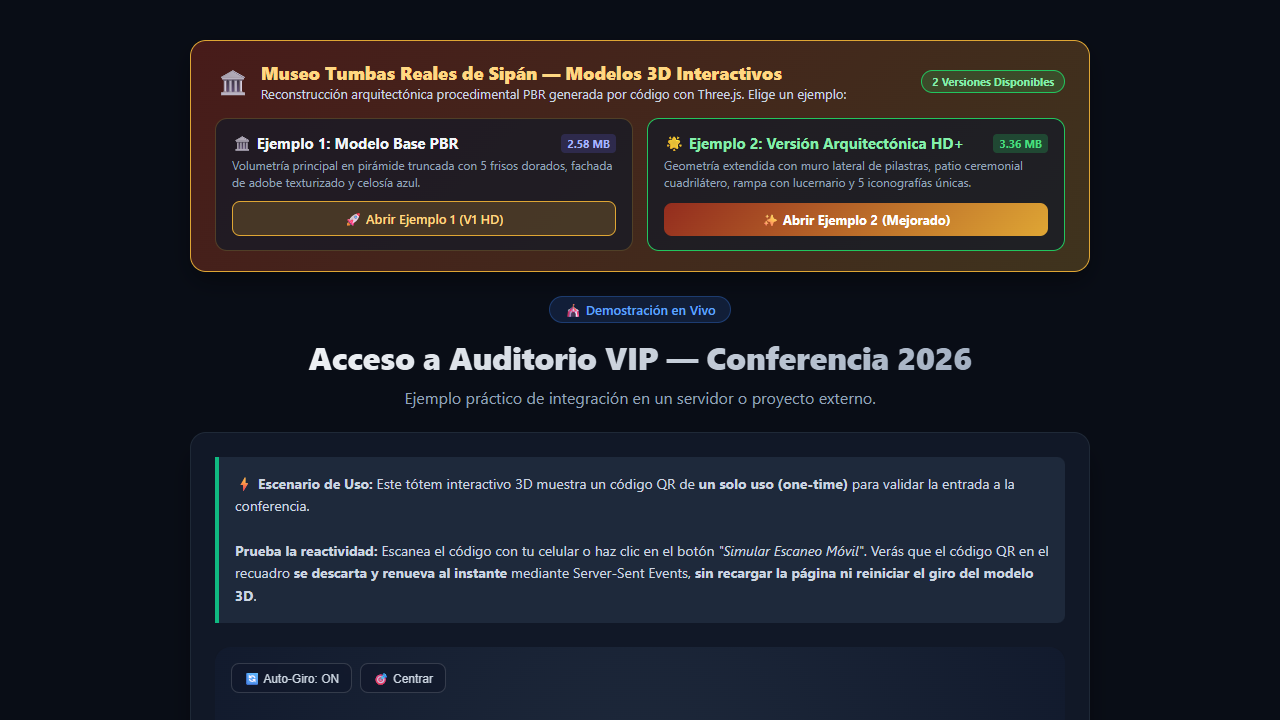 🏛️ Museo Tumbas Reales de Sipán — Modelos 3D Interactivos
Reconstrucción arquitectónica procedimental PBR generada por código con Three.js. Elige un ejemplo:
2 Versiones Disponibles
🏛️ Ejemplo 1: Modelo Base PBR
2.58 MB
Volumetría principal en pirámide truncada con 5 frisos dorados, fachada
de adobe texturizado y celosía azul.
🚀 Abrir Ejemplo 1 (V1 HD)
🌟 Ejemplo 2: Versión Arquitectónica HD+
3.36 MB
Geometría extendida con muro lateral de pilastras, patio ceremonial
cuadrilátero, rampa con lucernario y 5 iconografías únicas.
✨ Abrir Ejemplo 2 (Mejorado)
🎪 Demostración en Vivo
Acceso a Auditorio VIP — Conferencia 2026
Ejemplo práctico de integración en un servidor o proyecto externo.
⚡ Escenario de Uso: Este tótem interactivo 3D muestra un código QR de un solo uso (one-time) para validar la entrada a la
conferencia.
Prueba la reactividad: Escanea el código con tu celular o haz clic en el botón "Simular Escaneo Móvil". Verás que el código QR en el
recuadro se descarta y renueva al instante mediante Server-Sent Events, sin recargar la página ni reiniciar el giro del modelo
3D.
🔄 Auto-Giro: ON
🎯 Centrar